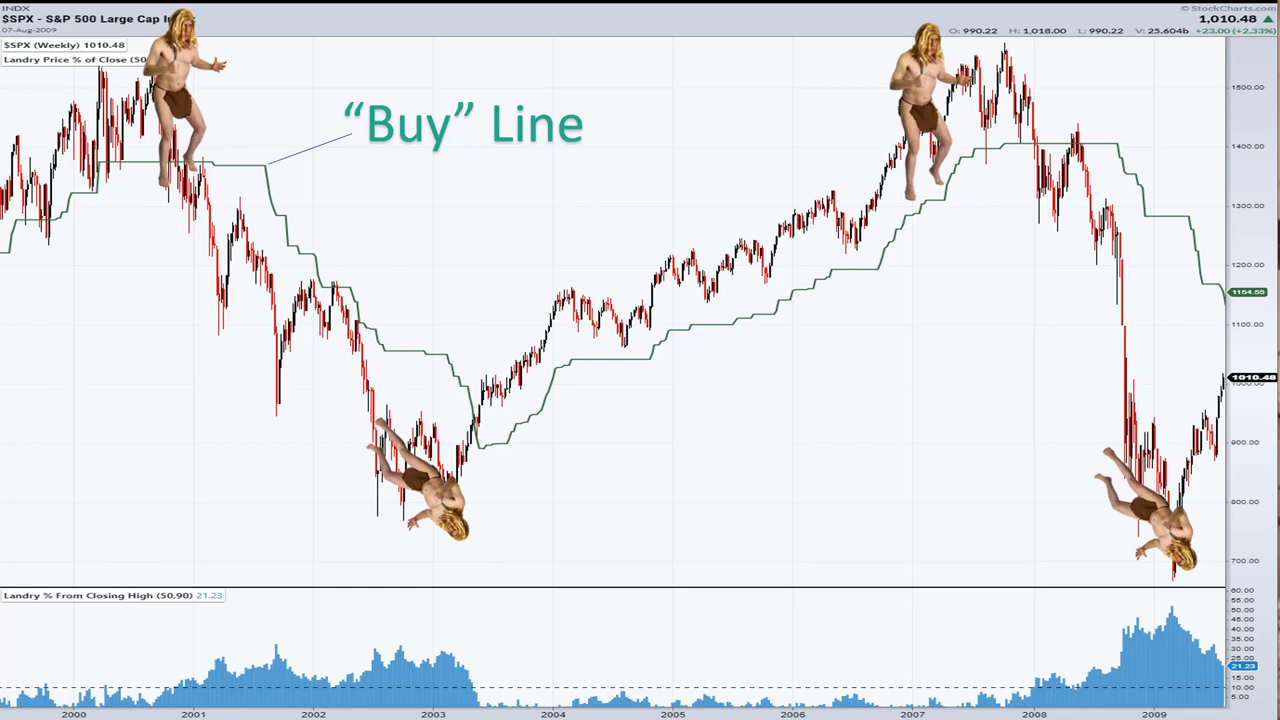 INDX
© StockCharts.com
$SPX - S&P 500 Large Cap
1,010.48
07-Aug-2009
O: 990.22 H: 1,018.00 L: 990.22 V: 25.604b +23.00 (+2.33%)
$SPX (Weekly) 1010.48
Landry Price % of Close (50
“Buy” Line
1500.00
1400.00
1300.00
1200.00
1154.55
1100.00
1010.48
1000.00
900.00
800.00
700.00
Landry % From Closing High (50,90) 21.23
60.00
55.00
50.00
45.00
40.00
35.00
30.00
25.00
21.23
15.00
10.00
5.00
2000 2001 2002 2003 2004 2005 2006 2007 2008 2009